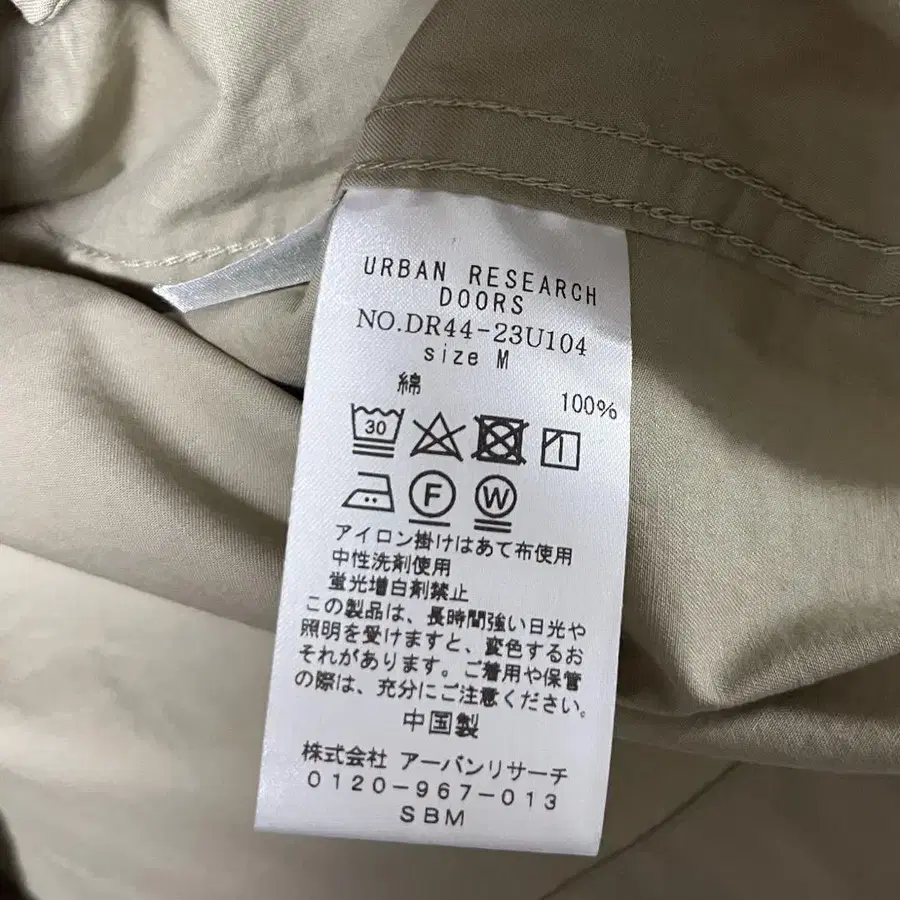 URBAN RESEARCH
DOORS
NO.DR44-23U104
size M
綿 100%
30
F W
アイロン掛けはあて布使用
中性洗剤使用
蛍光増白剤禁止
この製品は、長時間強い日光や
照明を受けますと、変色するお
それがあります。ご着用や保管
の際は、充分にご注意ください。
中国製
株式会社 アーバンリサーチ
0120-967-013
SBM